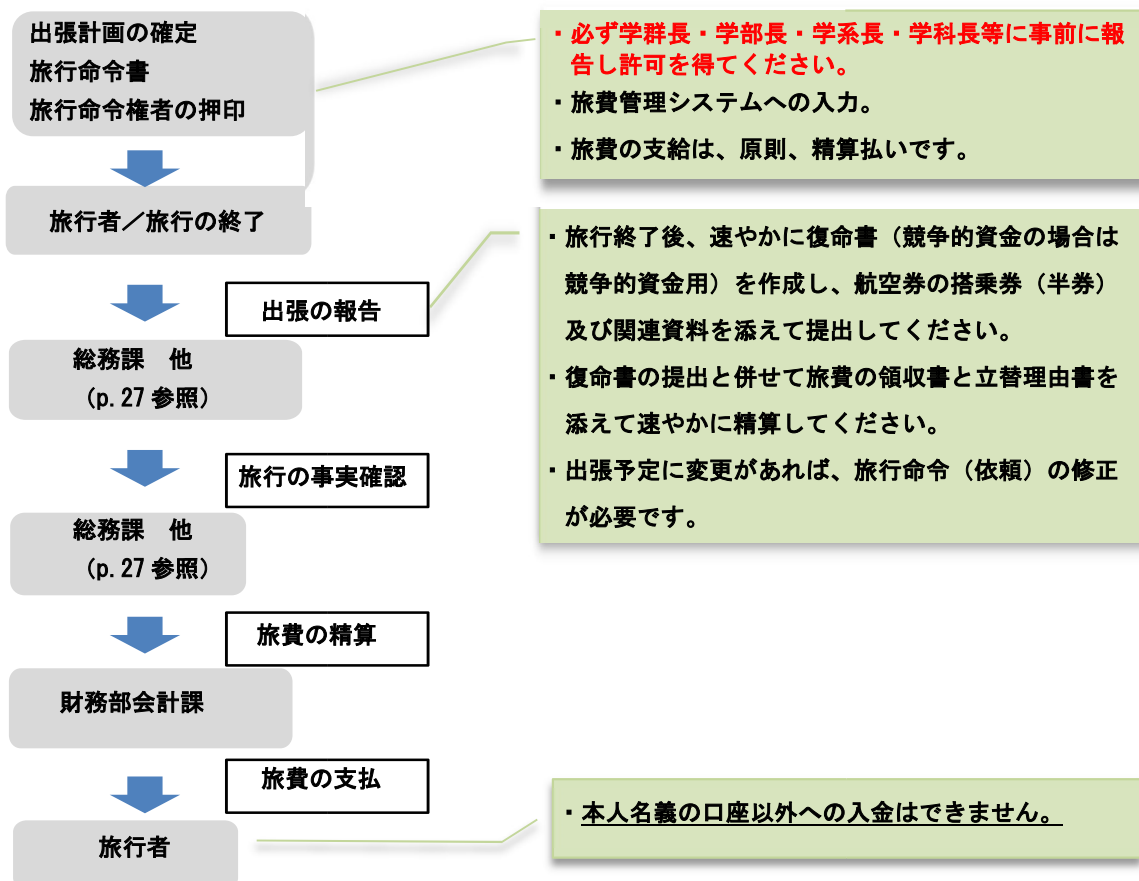 出張計画の確定
旅行命令書
旅行命令権者の押印
・必ず学群長・学部長・学系長・学科長等に事前に報
告し許可を得てください。
・旅費管理システムへの入力。
・旅費の支給は、原則、精算払いです。
旅行者／旅行の終了
・旅行終了後、速やかに復命書（競争的資金の場合は
競争的資金用）を作成し、航空券の搭乗券（半券）
及び関連資料を添えて提出してください。
・復命書の提出と併せて旅費の領収書と立替理由書を
添えて速やかに精算してください。
・出張予定に変更があれば、旅行命令（依頼）の修正
が必要です。
出張の報告
総務課　他
（p.27 参照）
旅行の事実確認
総務課　他
（p.27 参照）
旅費の精算
財務部会計課
旅費の支払
・本人名義の口座以外への入金はできません。
旅行者